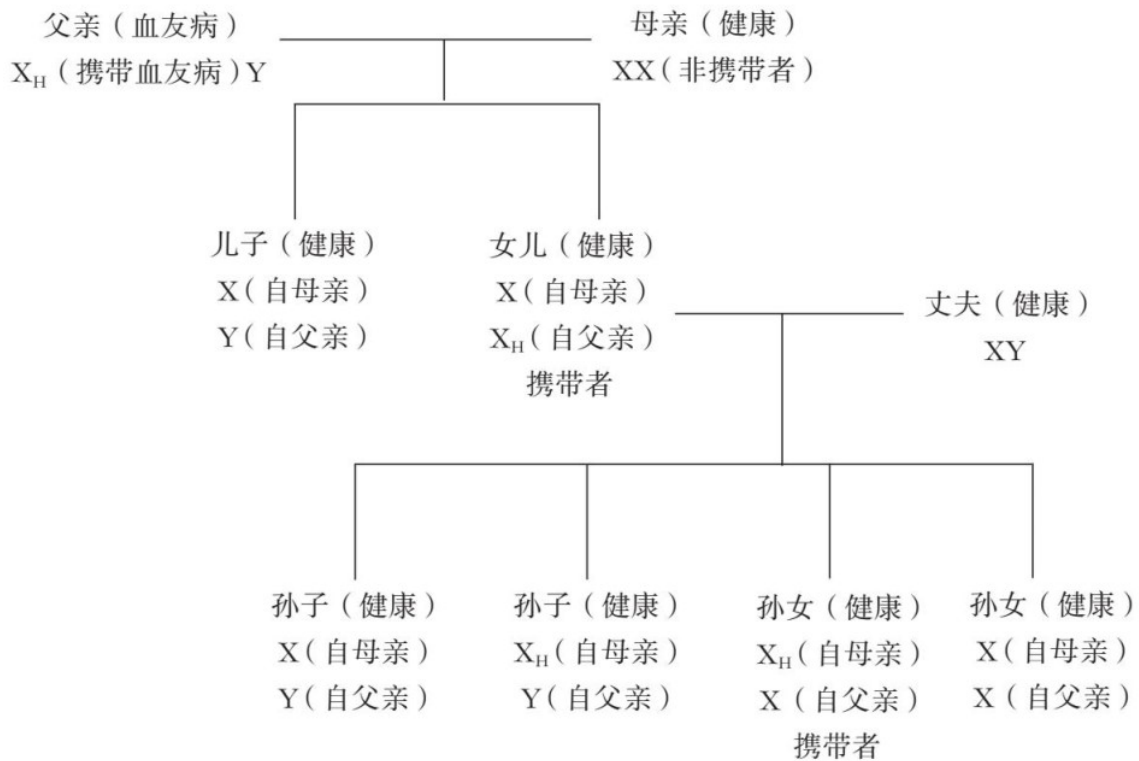 父亲（血友病）
X_H（携带血友病）Y
母亲（健康）
XX（非携带者）
儿子（健康）
X（自母亲）
Y（自父亲）
女儿（健康）
X（自母亲）
X_H（自父亲）
携带者
丈夫（健康）
XY
孙子（健康）
X（自母亲）
Y（自父亲）
孙子（健康）
X_H（自母亲）
Y（自父亲）
孙女（健康）
X_H（自母亲）
X（自父亲）
携带者
孙女（健康）
X（自母亲）
X（自父亲）